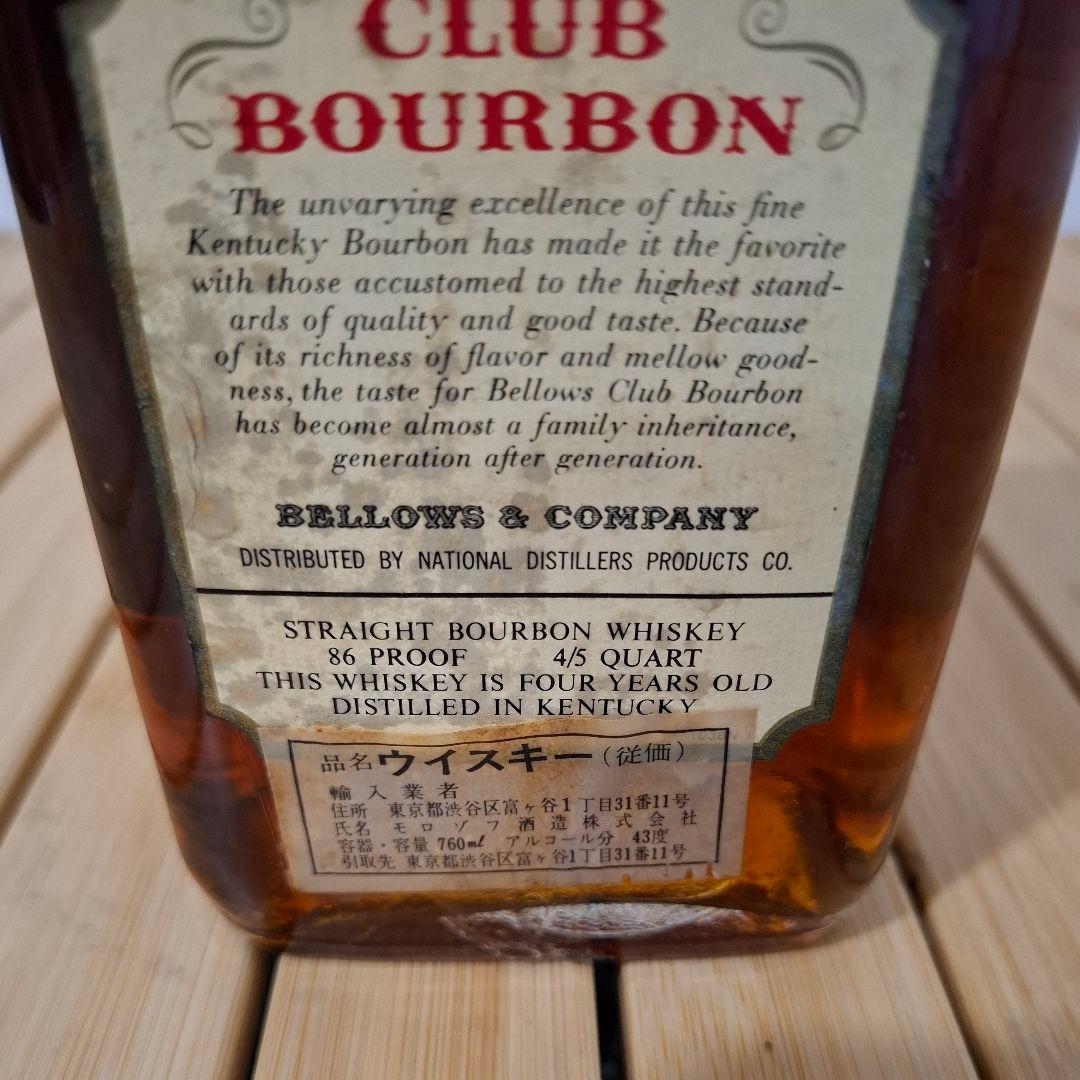 CLUB
BOURBON
The unvarying excellence of this fine
Kentucky Bourbon has made it the favorite
with those accustomed to the highest stand-
ards of quality and good taste. Because
of its richness of flavor and mellow good-
ness, the taste for Bellows Club Bourbon
has become almost a family inheritance,
generation after generation.
BELLOWS & COMPANY
DISTRIBUTED BY NATIONAL DISTILLERS PRODUCTS CO.
STRAIGHT BOURBON WHISKEY
86 PROOF 4/5 QUART
THIS WHISKEY IS FOUR YEARS OLD
DISTILLED IN KENTUCKY
品名ウイスキー(従価)
輸入業者
住所 東京都渋谷区富ヶ谷1丁目31番11号
氏名 モロゾフ酒造株式会社
容器・容量 760ml アルコール分 43度
引取先 東京都渋谷区富ヶ谷1丁目31番11号